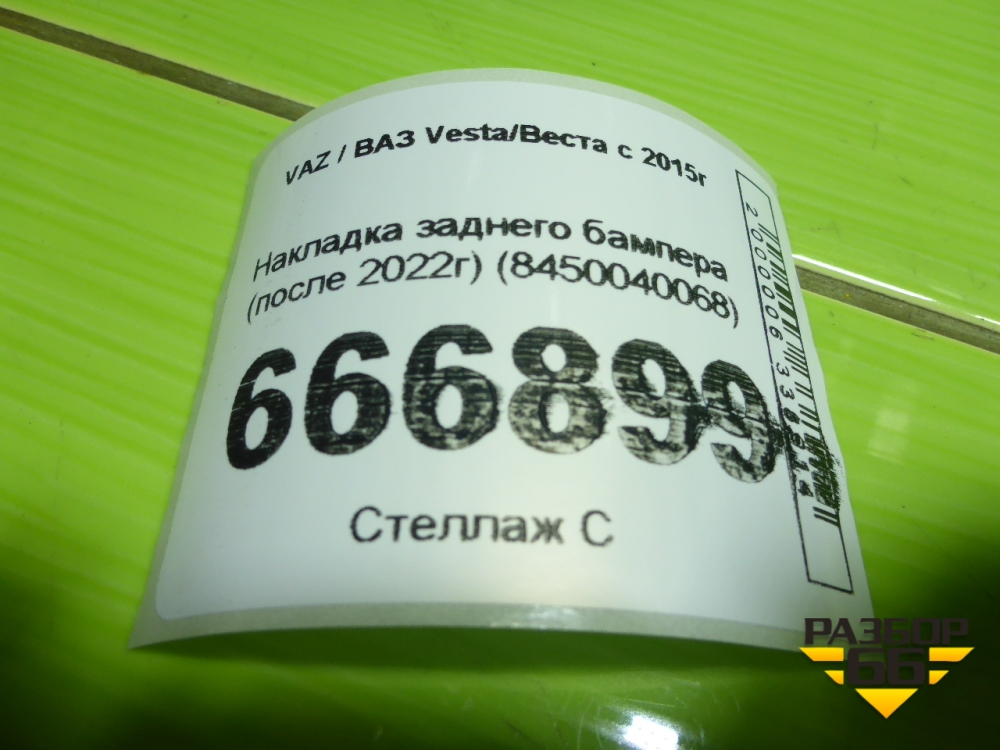 VAZ / ВАЗ Vesta/Веста с 2015г
Накладка заднего бампера
(после 2022г) (8450040068)
666899
Стеллаж С
РАЗБОР
66